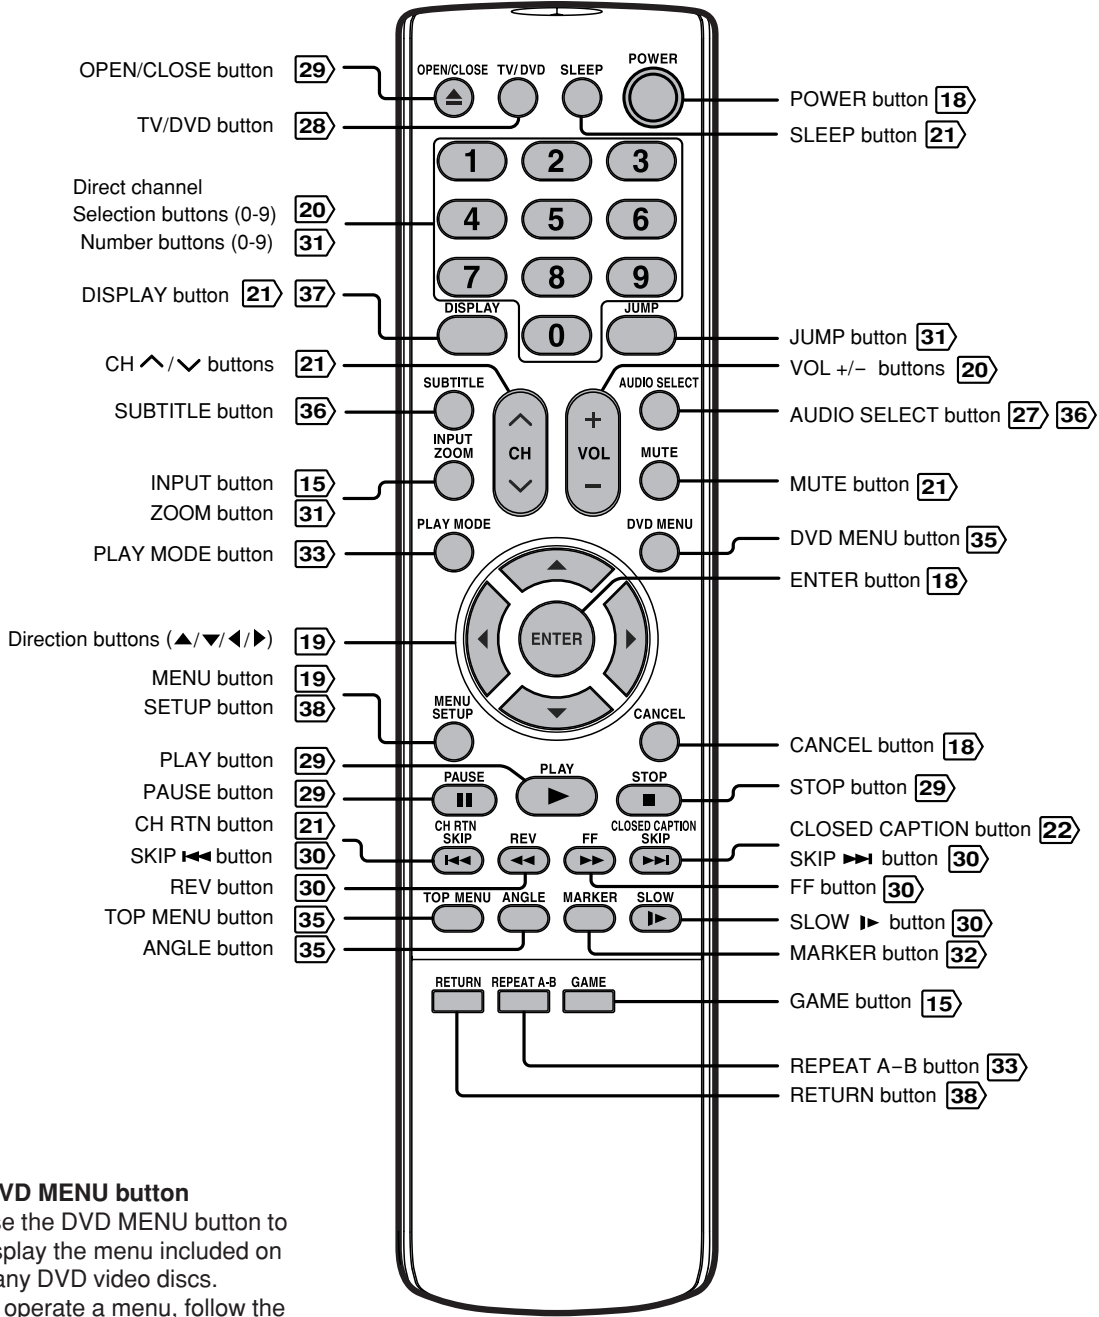 OPEN/CLOSE button 29
TV/DVD button 28
Direct channel
Selection buttons (0-9) 20
Number buttons (0-9) 31
DISPLAY button 21 37
CH / buttons 21
SUBTITLE button 36
INPUT button 15
ZOOM button 31
PLAY MODE button 33
Direction buttons (▲/▼/◀/▶) 19
MENU button 19
SETUP button 38
PLAY button 29
PAUSE button 29
CH RTN button 21
SKIP button 30
REV button 30
TOP MENU button 35
ANGLE button 35
OPEN/CLOSE TV/DVD SLEEP POWER
1 2 3
4 5 6
7 8 9
DISPLAY 0 JUMP
SUBTITLE AUDIO SELECT
INPUT
ZOOM
CH
+
VOL
−
MUTE
PLAY MODE DVD MENU
ENTER
MENU
SETUP
CANCEL
PAUSE PLAY STOP
CH RTN
SKIP REV FF
CLOSED CAPTION
SKIP
TOP MENU ANGLE MARKER SLOW
RETURN REPEAT A-B GAME
POWER button 18
SLEEP button 21
JUMP button 31
VOL +/− buttons 20
AUDIO SELECT button 27 36
MUTE button 21
DVD MENU button 35
ENTER button 18
CANCEL button 18
STOP button 29
CLOSED CAPTION button 22
SKIP button 30
FF button 30
SLOW button 30
MARKER button 32
GAME button 15
REPEAT A−B button 33
RETURN button 38
VD MENU button
se the DVD MENU button to
splay the menu included on
any DVD video discs.
operate a menu, follow the